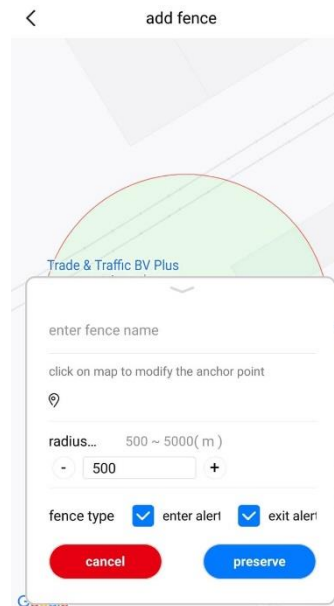 add fence
Trade & Traffic BV Plus
enter fence name
click on map to modify the anchor point
radius... 500 ~ 5000( m )
- 500 +
fence type enter alert exit alert
cancel preserve